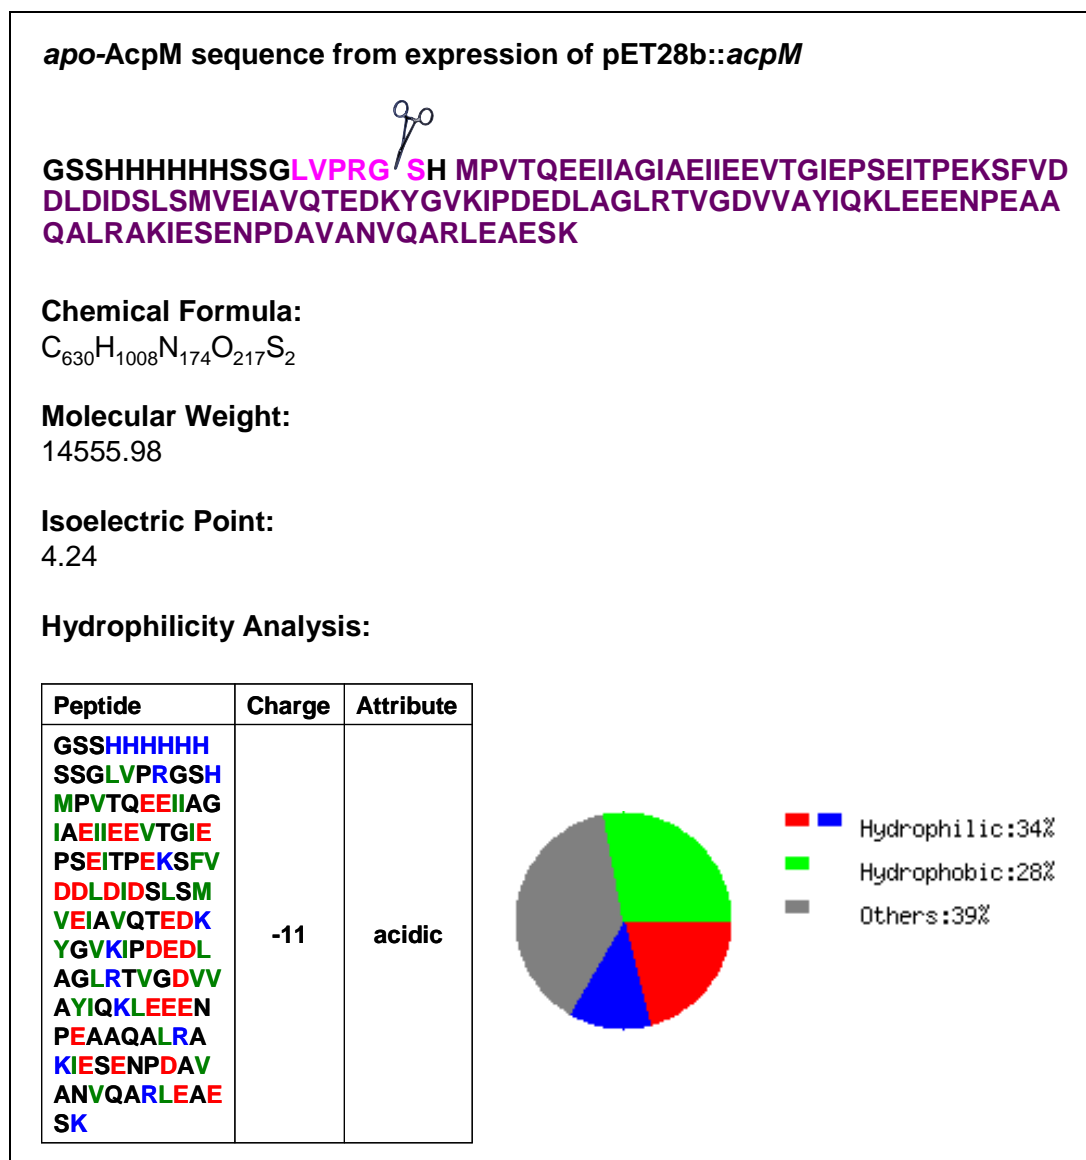 apo-AcpM sequence from expression of pET28b::acpM
GSSHHHHHHSSGLVPRG SH MPVTQEEIIAGIAEIIEEVTGIEPSEITPEKSFVD
DLDIDSLSMVEIAVQTEDKYGVKIPDEDLAGLRTVGDVVAYIQKLEEENPEAA
QALRAKIESENPDAVANVQARLEAESK
Chemical Formula:
C630H1008N174O217S2
Molecular Weight:
14555.98
Isoelectric Point:
4.24
Hydrophilicity Analysis:
Peptide Charge Attribute
GSSHHHHHH
SSGLVPRGSH
MPVTQEEIIAG
IAEIIEEVTGIE
PSEITPEKSFV
DDLDIDSLSM
VEIAVQTEDK
YGVKIPDEDL
AGLRTVGDVV
AYIQKLEEEN
PEAAQALRA
KIESENPDAV
ANVQARLEAE
SK
-11
acidic
Hydrophilic:34%
Hydrophobic:28%
Others:39%